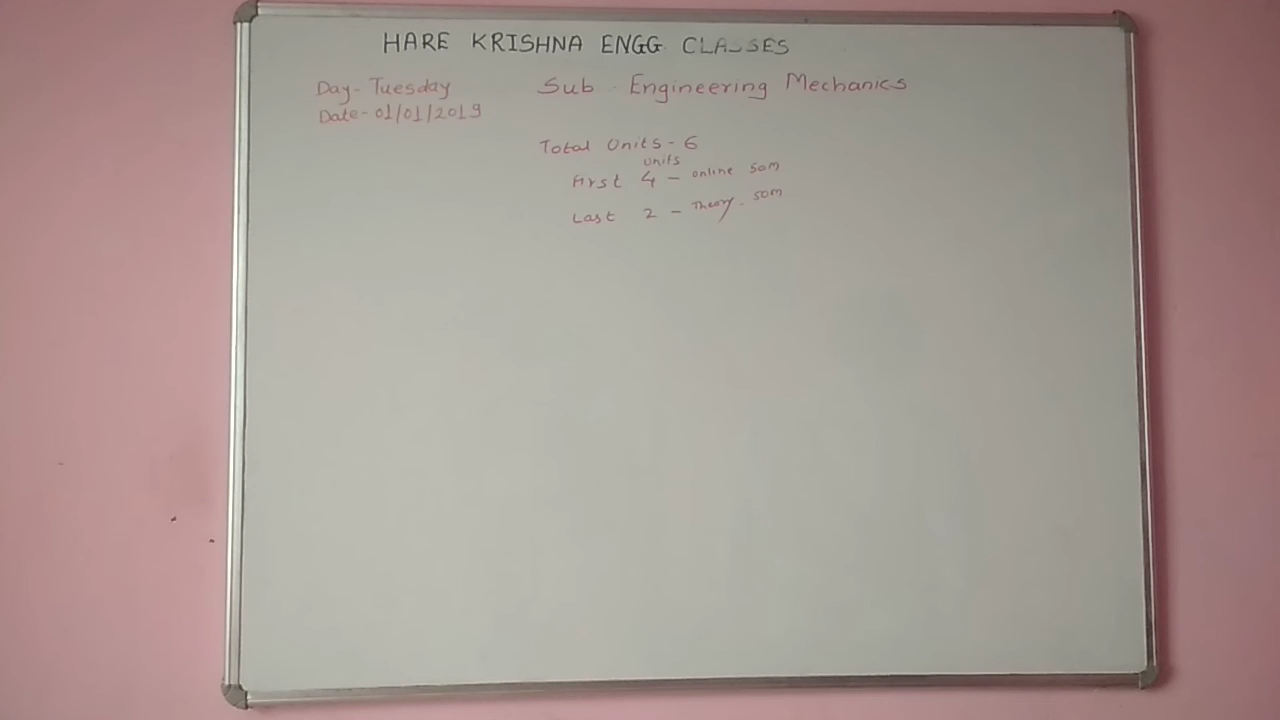 HARE KRISHNA ENGG. CLASSES
Day- Tuesday
Date- 01/01/2019
Sub - Engineering Mechanics
Total Units - 6
units
First 4 - online 50m
Last 2 - Theory - 50m